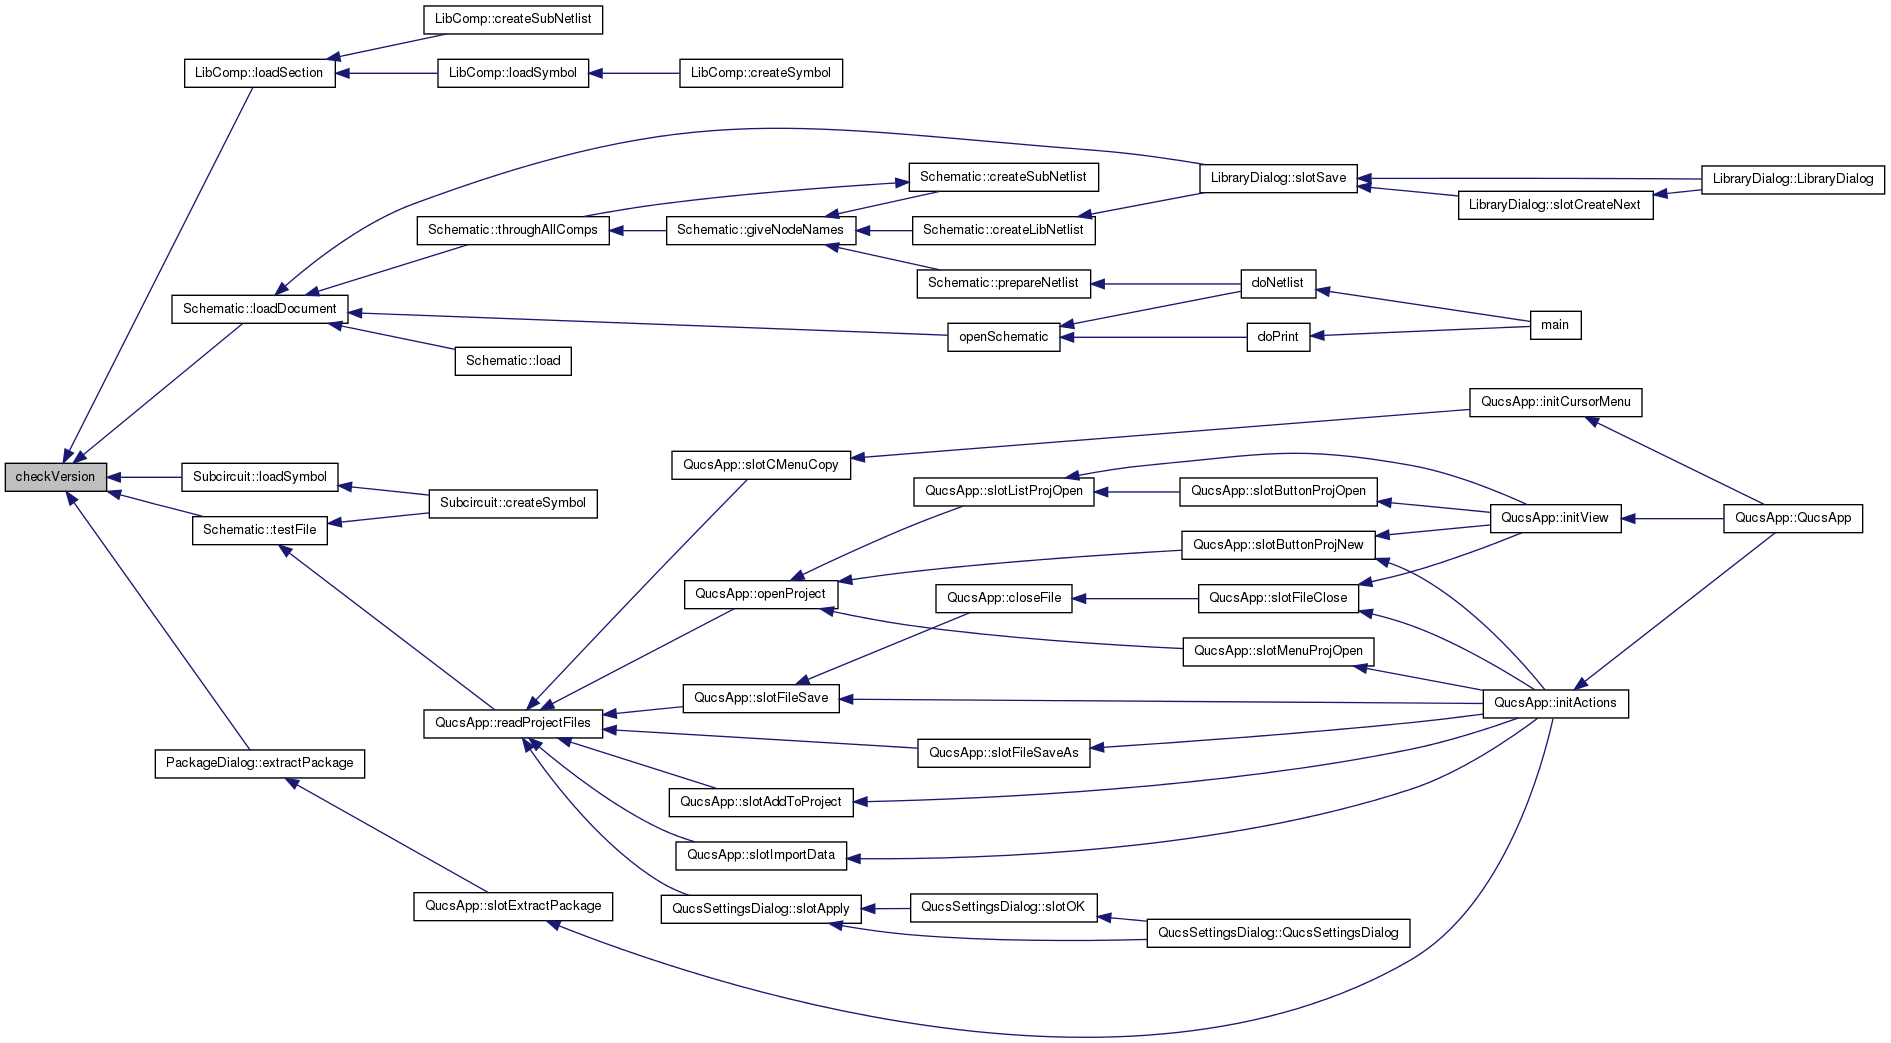 LibComp::createSubNetlist
LibComp::loadSection
LibComp::loadSymbol
LibComp::createSymbol
Schematic::createSubNetlist
LibraryDialog::slotSave
LibraryDialog::LibraryDialog
LibraryDialog::slotCreateNext
Schematic::throughAllComps
Schematic::giveNodeNames
Schematic::createLibNetlist
Schematic::prepareNetlist
doNetlist
Schematic::loadDocument
openSchematic
doPrint
main
Schematic::load
QucsApp::initCursorMenu
checkVersion
Subcircuit::loadSymbol
Subcircuit::createSymbol
Schematic::testFile
QucsApp::slotCMenuCopy
QucsApp::slotListProjOpen
QucsApp::slotButtonProjOpen
QucsApp::initView
QucsApp::QucsApp
QucsApp::slotButtonProjNew
QucsApp::openProject
QucsApp::closeFile
QucsApp::slotFileClose
QucsApp::slotMenuProjOpen
QucsApp::slotFileSave
QucsApp::initActions
QucsApp::readProjectFiles
QucsApp::slotFileSaveAs
PackageDialog::extractPackage
QucsApp::slotAddToProject
QucsApp::slotImportData
QucsApp::slotExtractPackage
QucsSettingsDialog::slotApply
QucsSettingsDialog::slotOK
QucsSettingsDialog::QucsSettingsDialog